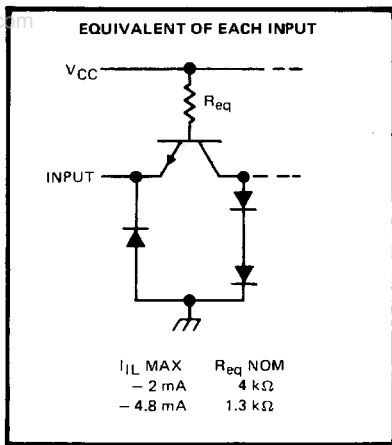 EQUIVALENT OF EACH INPUT
VCC
Req
INPUT
IIL MAX Req NOM
– 2 mA 4 kΩ
– 4.8 mA 1.3 kΩ